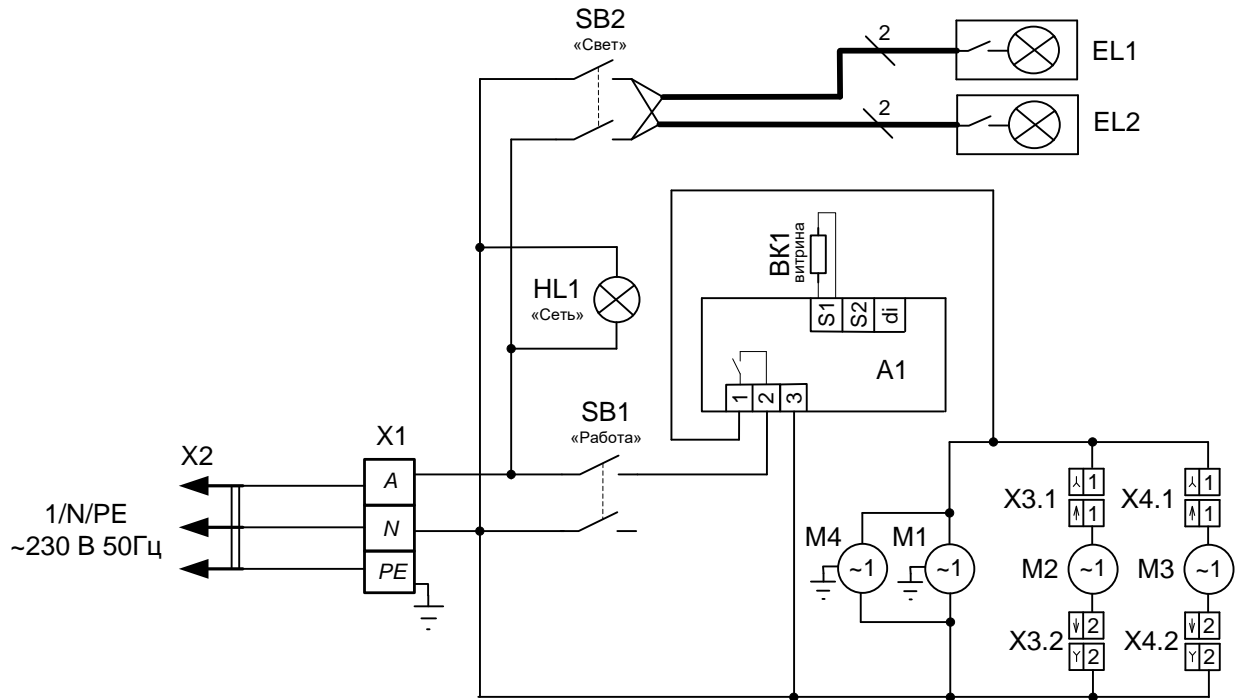 SB2
«Свет»
2
EL1
2
EL2
ВК1
витрина
HL1
«Сеть»
S1
S2
di
A1
1
2
3
SB1
«Работа»
X1
X2
A
N
PE
1/N/PE
~230 В 50Гц
X3.1
1
1
X4.1
1
1
M4
~1
M1
~1
M2
~1
M3
~1
X3.2
2
2
X4.2
2
2